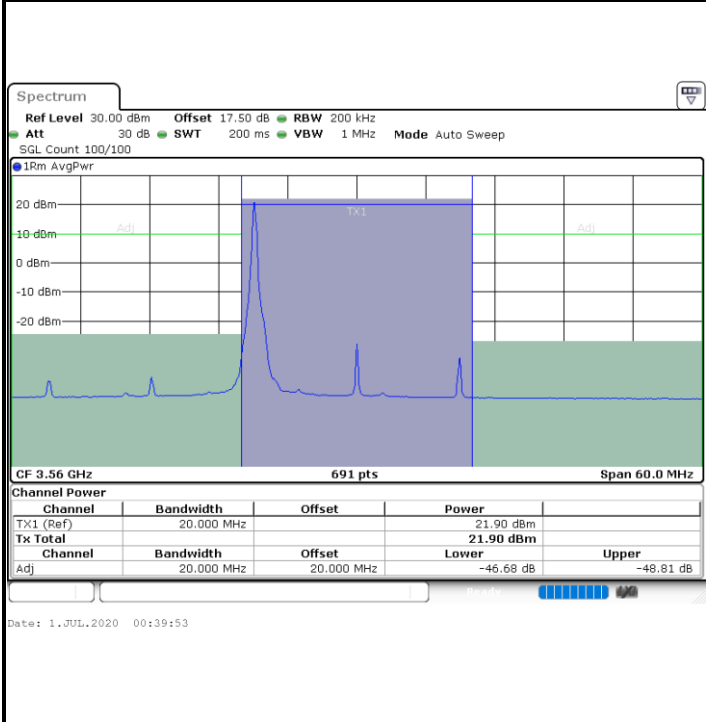 Spectrum
Ref Level 30.00 dBm Offset 17.50 dB RBW 200 kHz
Att 30 dB SWT 200 ms VBW 1 MHz Mode Auto Sweep
SGL Count 100/100
1Rm AvgPwr
20 dBm
TX1
Adj Adj
10 dBm
0 dBm
-10 dBm
-20 dBm
CF 3.56 GHz 691 pts Span 60.0 MHz
Channel Power
Channel Bandwidth Offset Power
TX1 (Ref) 20.000 MHz 21.90 dBm
Tx Total 21.90 dBm
Channel Bandwidth Offset Lower Upper
Adj 20.000 MHz 20.000 MHz -46.68 dB -48.81 dB
Ready
Date: 1.JUL.2020 00:39:53